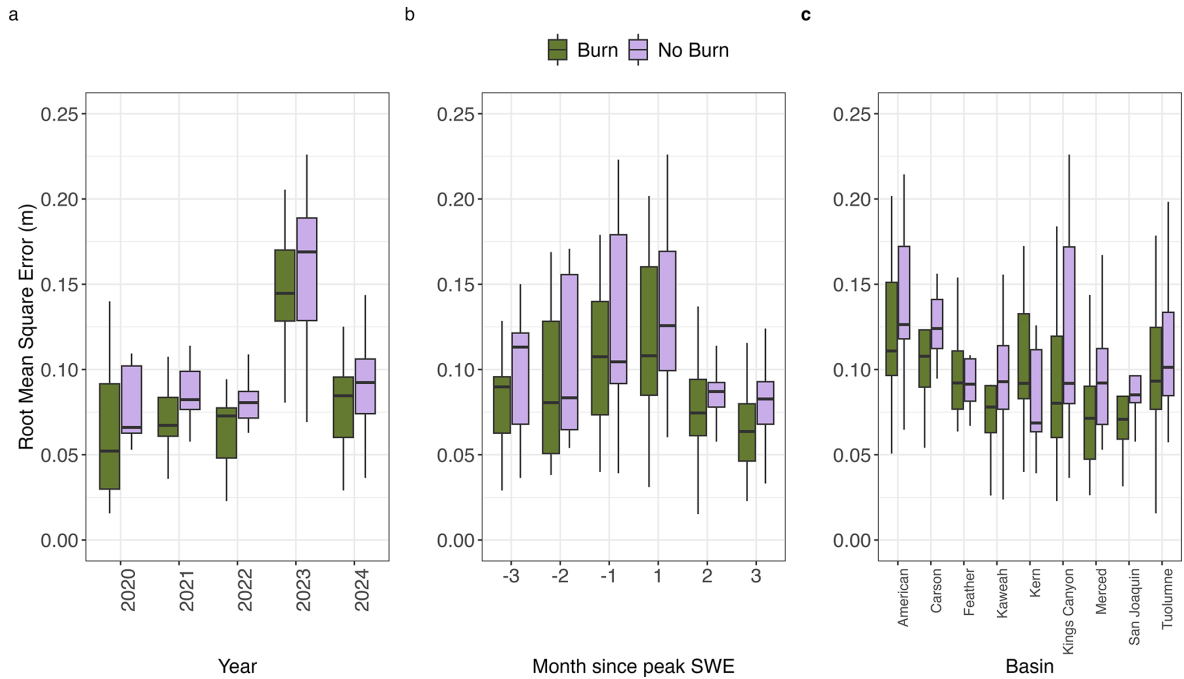 a
b
c
Burn No Burn
Root Mean Square Error (m)
0.25
0.20
0.15
0.10
0.05
0.00
2020
2021
2022
2023
2024
Year
0.25
0.20
0.15
0.10
0.05
0.00
-3
-2
-1
1
2
3
Month since peak SWE
0.25
0.20
0.15
0.10
0.05
0.00
American
Carson
Feather
Kaweah
Kern
Kings Canyon
Merced
San Joaquin
Tuolumne
Basin